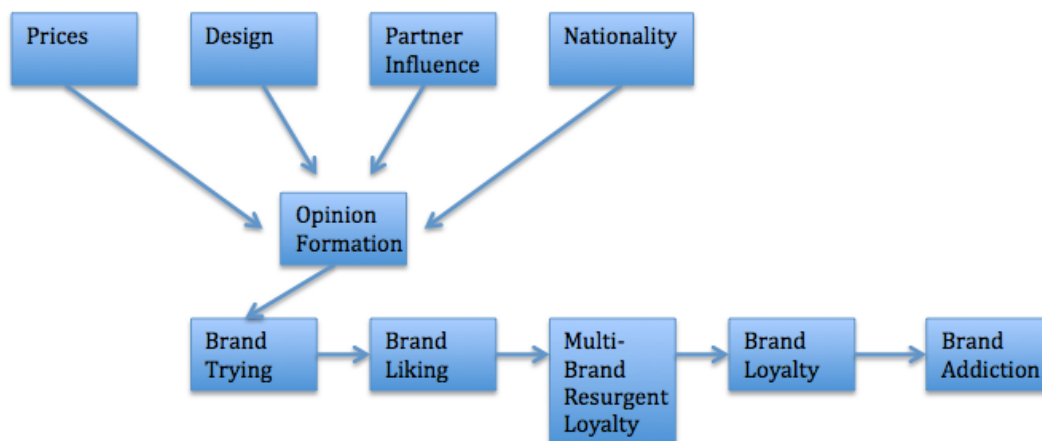 Prices
Design
Partner
Influence
Nationality
Opinion
Formation
Brand
Trying
Brand
Liking
Multi-
Brand
Resurgent
Loyalty
Brand
Loyalty
Brand
Addiction